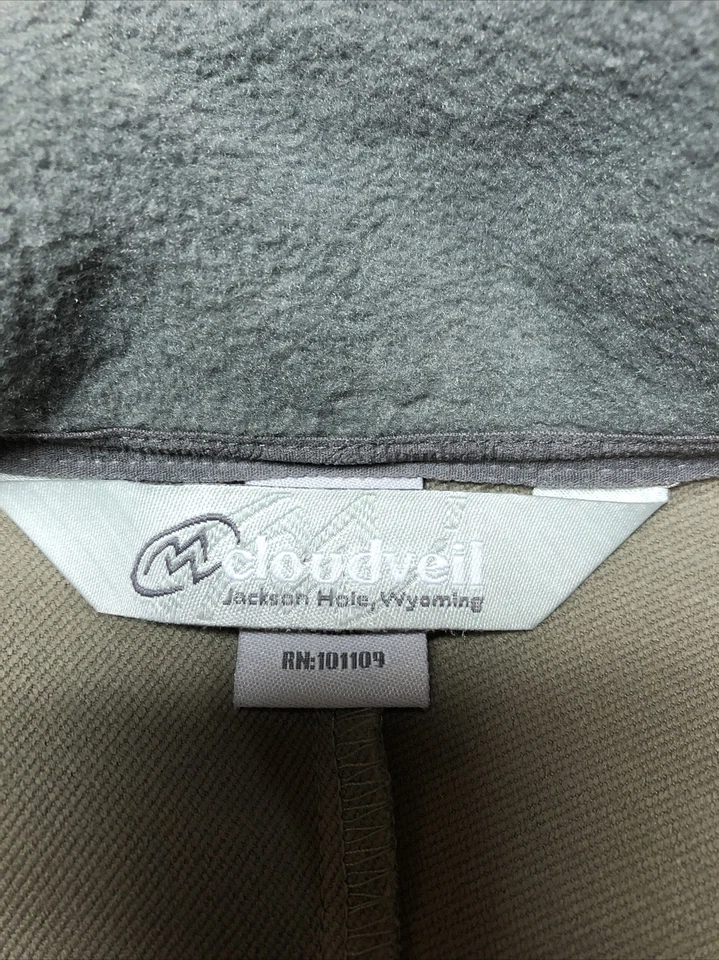 cloudveil
Jackson Hole, Wyoming
RN:101109